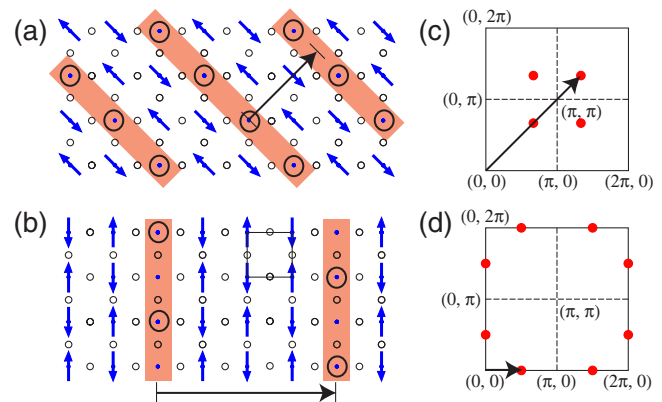 (a)
(c)
(0, 2π)
(0, π)
(π, π)
(0, 0)
(π, 0)
(2π, 0)
(b)
(d)
(0, 2π)
(0, π)
(π, π)
(0, 0)
(π, 0)
(2π, 0)